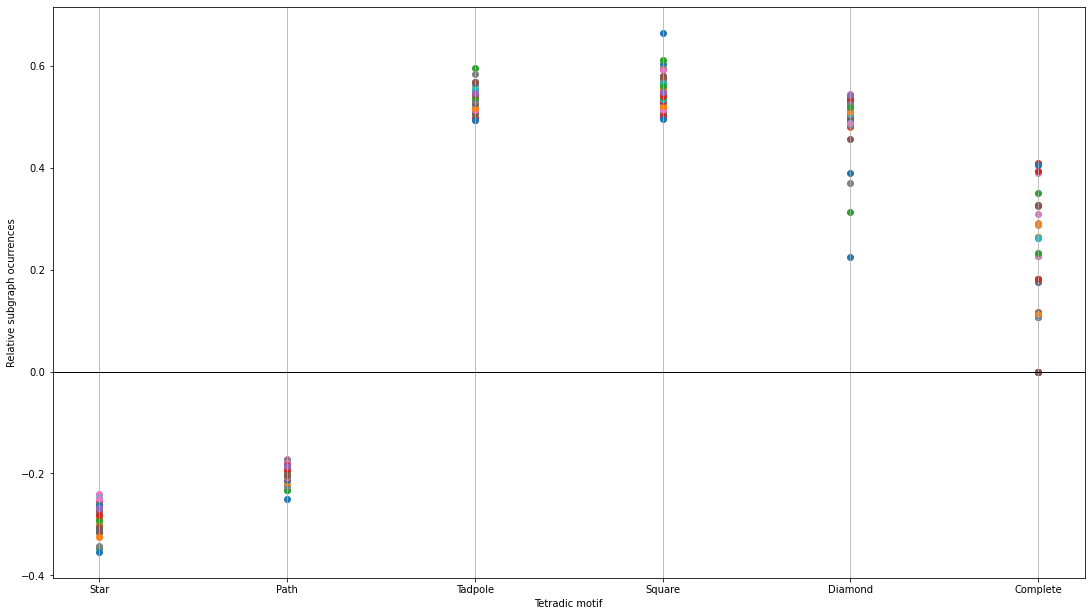 0.6
0.4
0.2
0.0
−0.2
−0.4
Relative subgraph ocurrences
Star Path Tadpole Square Diamond Complete
Tetradic motif